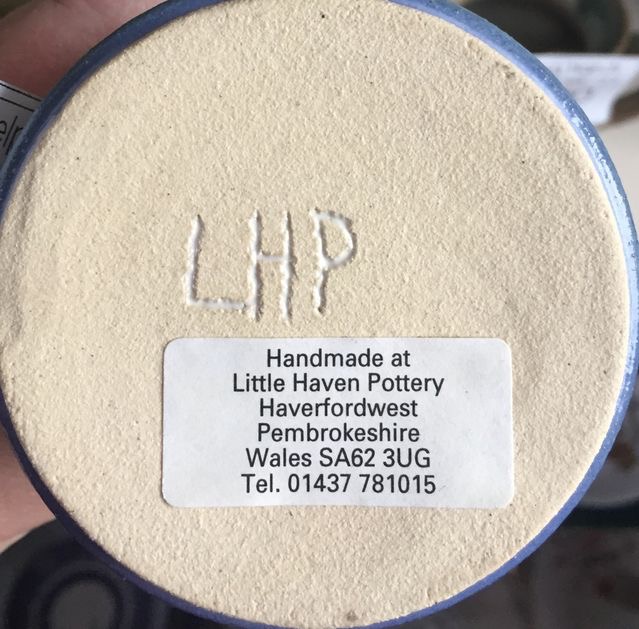 LHP
Handmade at
Little Haven Pottery
Haverfordwest
Pembrokeshire
Wales SA62 3UG
Tel. 01437 781015